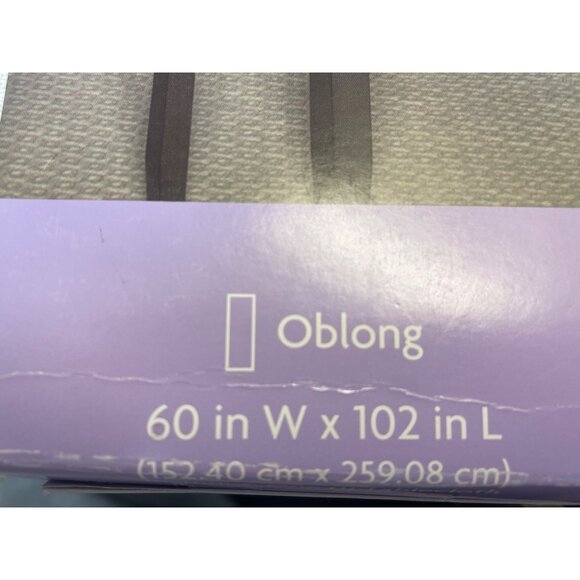 Oblong
60 in W x 102 in L
(152.40 cm x 259.08 cm)